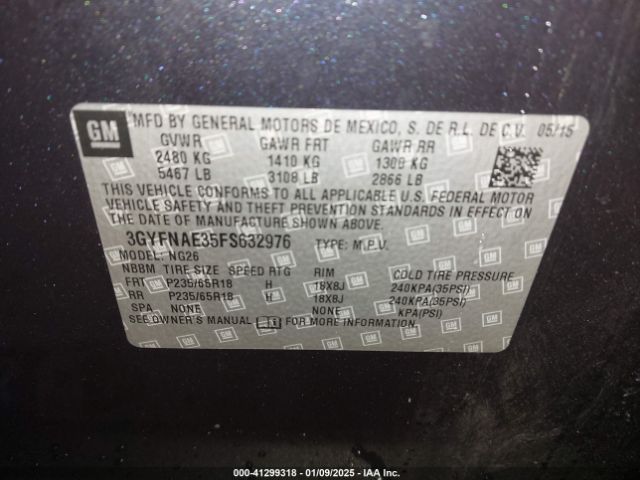 GM MFD BY GENERAL MOTORS DE MEXICO, S. DE R.L. DE C.V. 05/15
GVWR GAWR FRT GAWR RR
2480 KG 1410 KG 1300 KG
5467 LB 3108 LB 2866 LB
THIS VEHICLE CONFORMS TO ALL APPLICABLE U.S. FEDERAL MOTOR
VEHICLE SAFETY AND THEFT PREVENTION STANDARDS IN EFFECT ON THE
DATE OF MANUFACTURE SHOWN ABOVE.
3GYFNAE35FS632976 TYPE: M.P.V.
MODEL: NG26
NBBM TIRE SIZE SPEED RTG RIM COLD TIRE PRESSURE
FRT P235/65R18 H 18X8J 240KPA(35PSI)
RR P235/65R18 H 18X8J 240KPA(35PSI)
SPA NONE NONE KPA(PSI)
SEE OWNER'S MANUAL FOR MORE INFORMATION
000-41299318 - 01/09/2025 - IAA Inc.